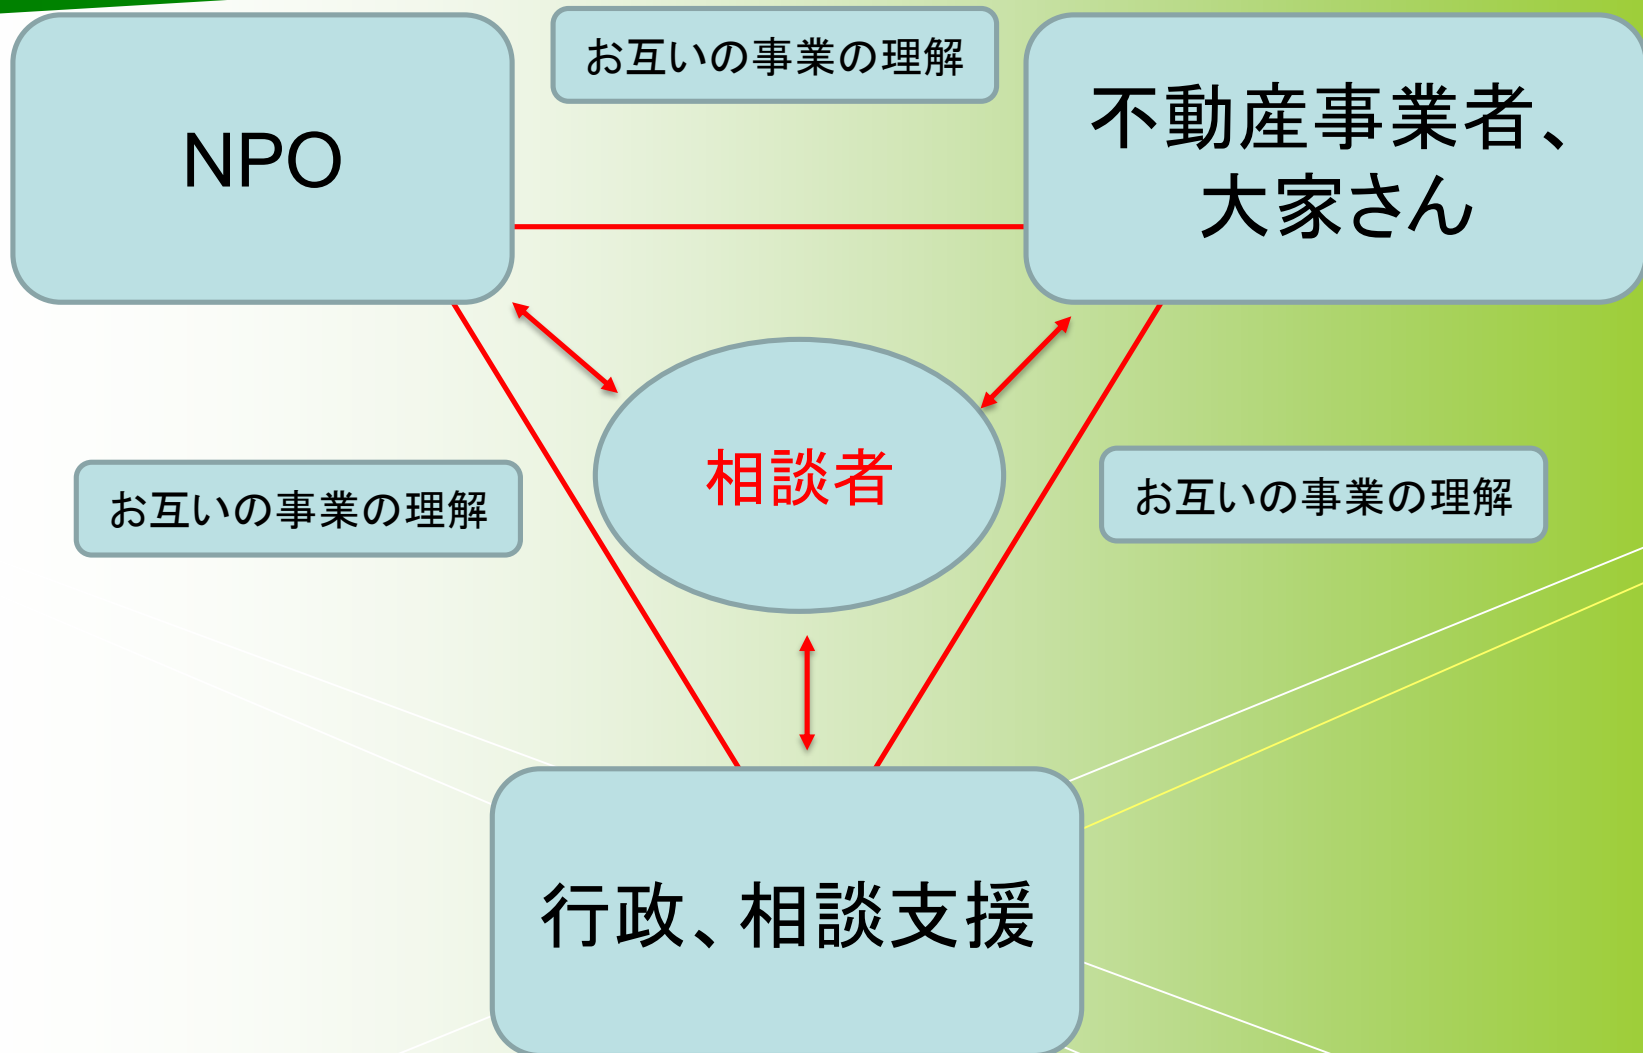 お互いの事業の理解
NPO
不動産事業者、
大家さん
相談者
お互いの事業の理解
お互いの事業の理解
行政、相談支援